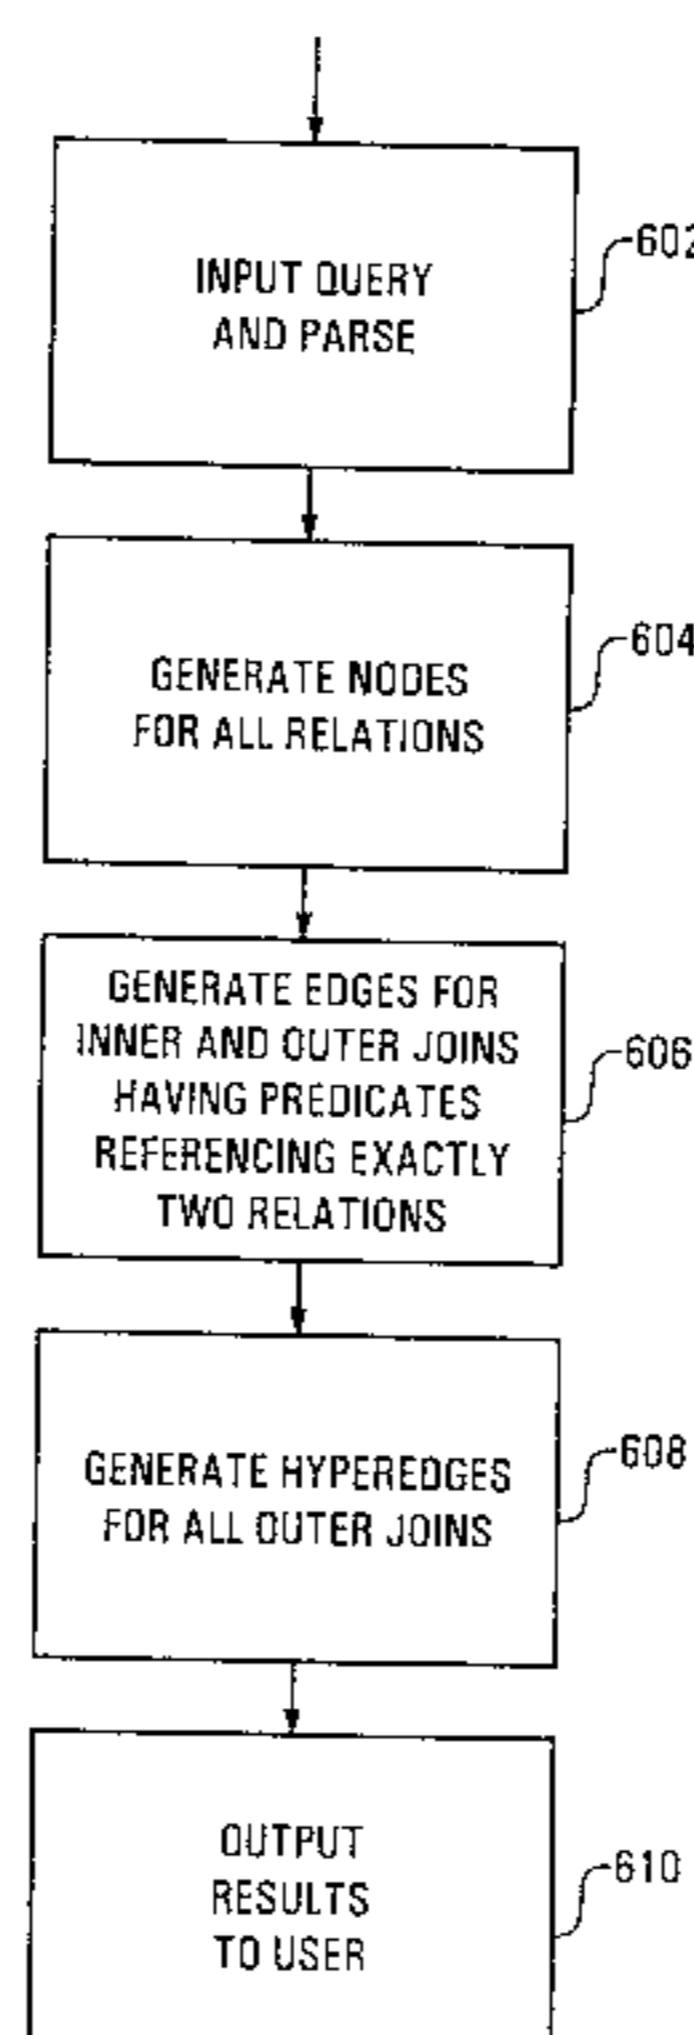 INPUT QUERY
AND PARSE
602
GENERATE NODES
FOR ALL RELATIONS
604
GENERATE EDGES FOR
INNER AND OUTER JOINS
HAVING PREDICATES
REFERENCING EXACTLY
TWO RELATIONS
606
GENERATE HYPEREDGES
FOR ALL OUTER JOINS
608
OUTPUT
RESULTS
TO USER
610